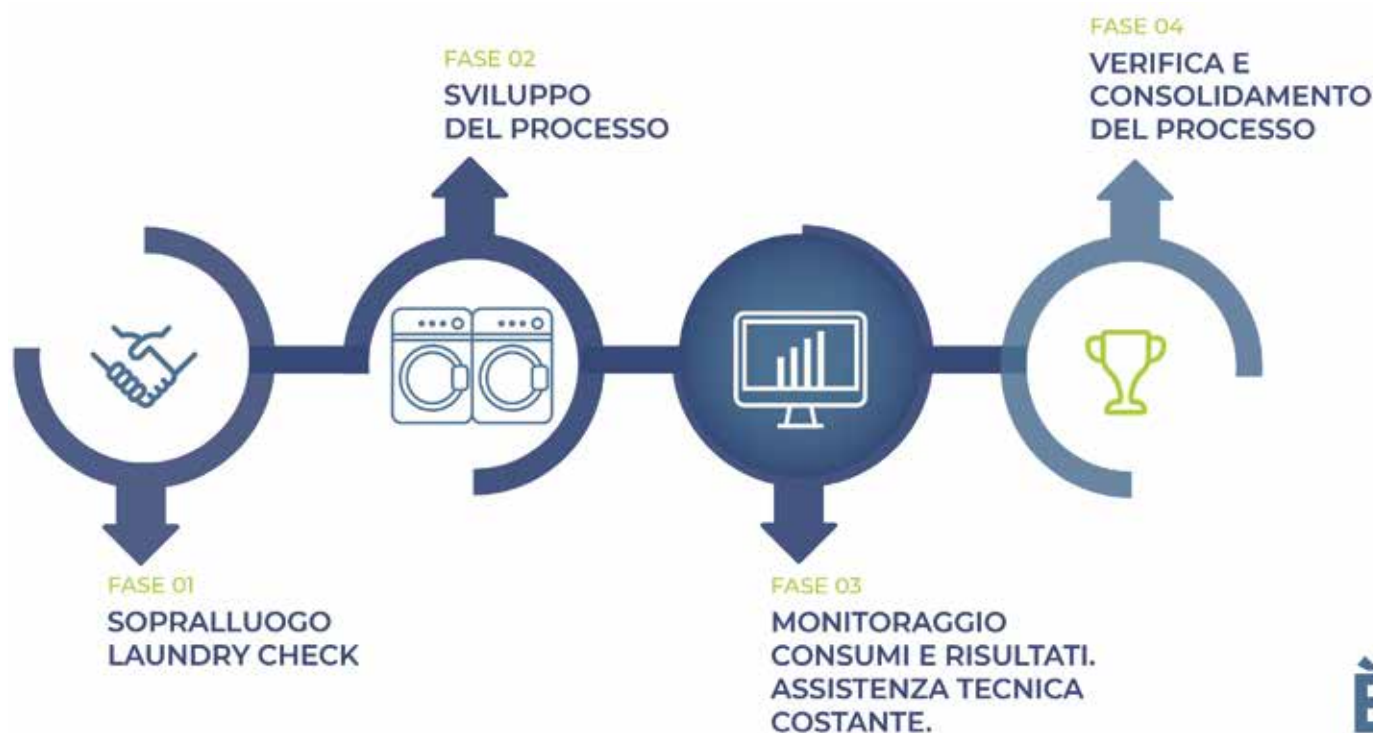 FASE 01
SOPRALLUOGO
LAUNDRY CHECK
FASE 02
SVILUPPO
DEL PROCESSO
FASE 03
MONITORAGGIO
CONSUMI E RISULTATI.
ASSISTENZA TECNICA
COSTANTE.
FASE 04
VERIFICA E
CONSOLIDAMENTO
DEL PROCESSO
È